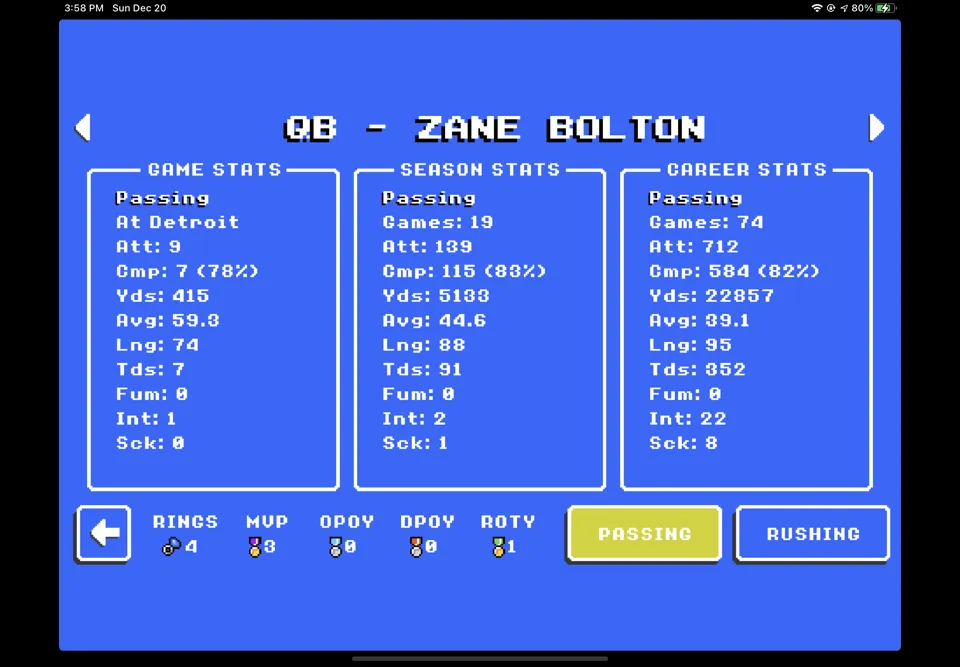 3:58 PM Sun Dec 20 80%
QB - ZANE BOLTON
GAME STATS
Passing
At Detroit
Att: 9
Cmp: 7 (78%)
Yds: 415
Avg: 59.3
Lng: 74
Tds: 7
Fum: 0
Int: 1
Sck: 0
SEASON STATS
Passing
Games: 19
Att: 139
Cmp: 115 (83%)
Yds: 5133
Avg: 44.6
Lng: 88
Tds: 91
Fum: 0
Int: 2
Sck: 1
CAREER STATS
Passing
Games: 74
Att: 712
Cmp: 584 (82%)
Yds: 22857
Avg: 39.1
Lng: 95
Tds: 352
Fum: 0
Int: 22
Sck: 8
RINGS MVP OPOY DPOY ROTY
4 3 0 0 1
PASSING
RUSHING